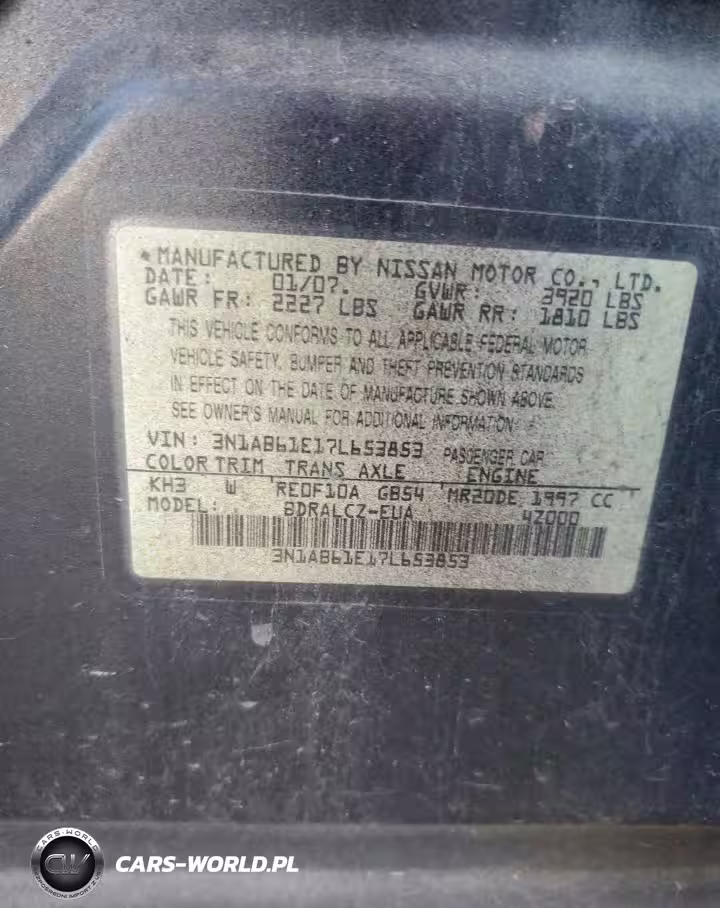 *MANUFACTURED BY NISSAN MOTOR CO., LTD.
DATE: 01/07. GVWR: 3920 LBS
GAWR FR: 2227 LBS GAWR RR: 1810 LBS
THIS VEHICLE CONFORMS TO ALL APPLICABLE FEDERAL MOTOR
VEHICLE SAFETY, BUMPER AND THEFT PREVENTION STANDARDS
IN EFFECT ON THE DATE OF MANUFACTURE SHOWN ABOVE.
SEE OWNER'S MANUAL FOR ADDITIONAL INFORMATION.
VIN: 3N1AB61E17L653853 PASSENGER CAR
COLOR TRIM TRANS AXLE ENGINE
KH3 W RE0F10A GB54 MR20DE 1997 CC
MODEL: BDRALCZ-EUA 4Z000
3N1AB61E17L653853
CARS-WORLD
CW
CARS-WORLD.PL